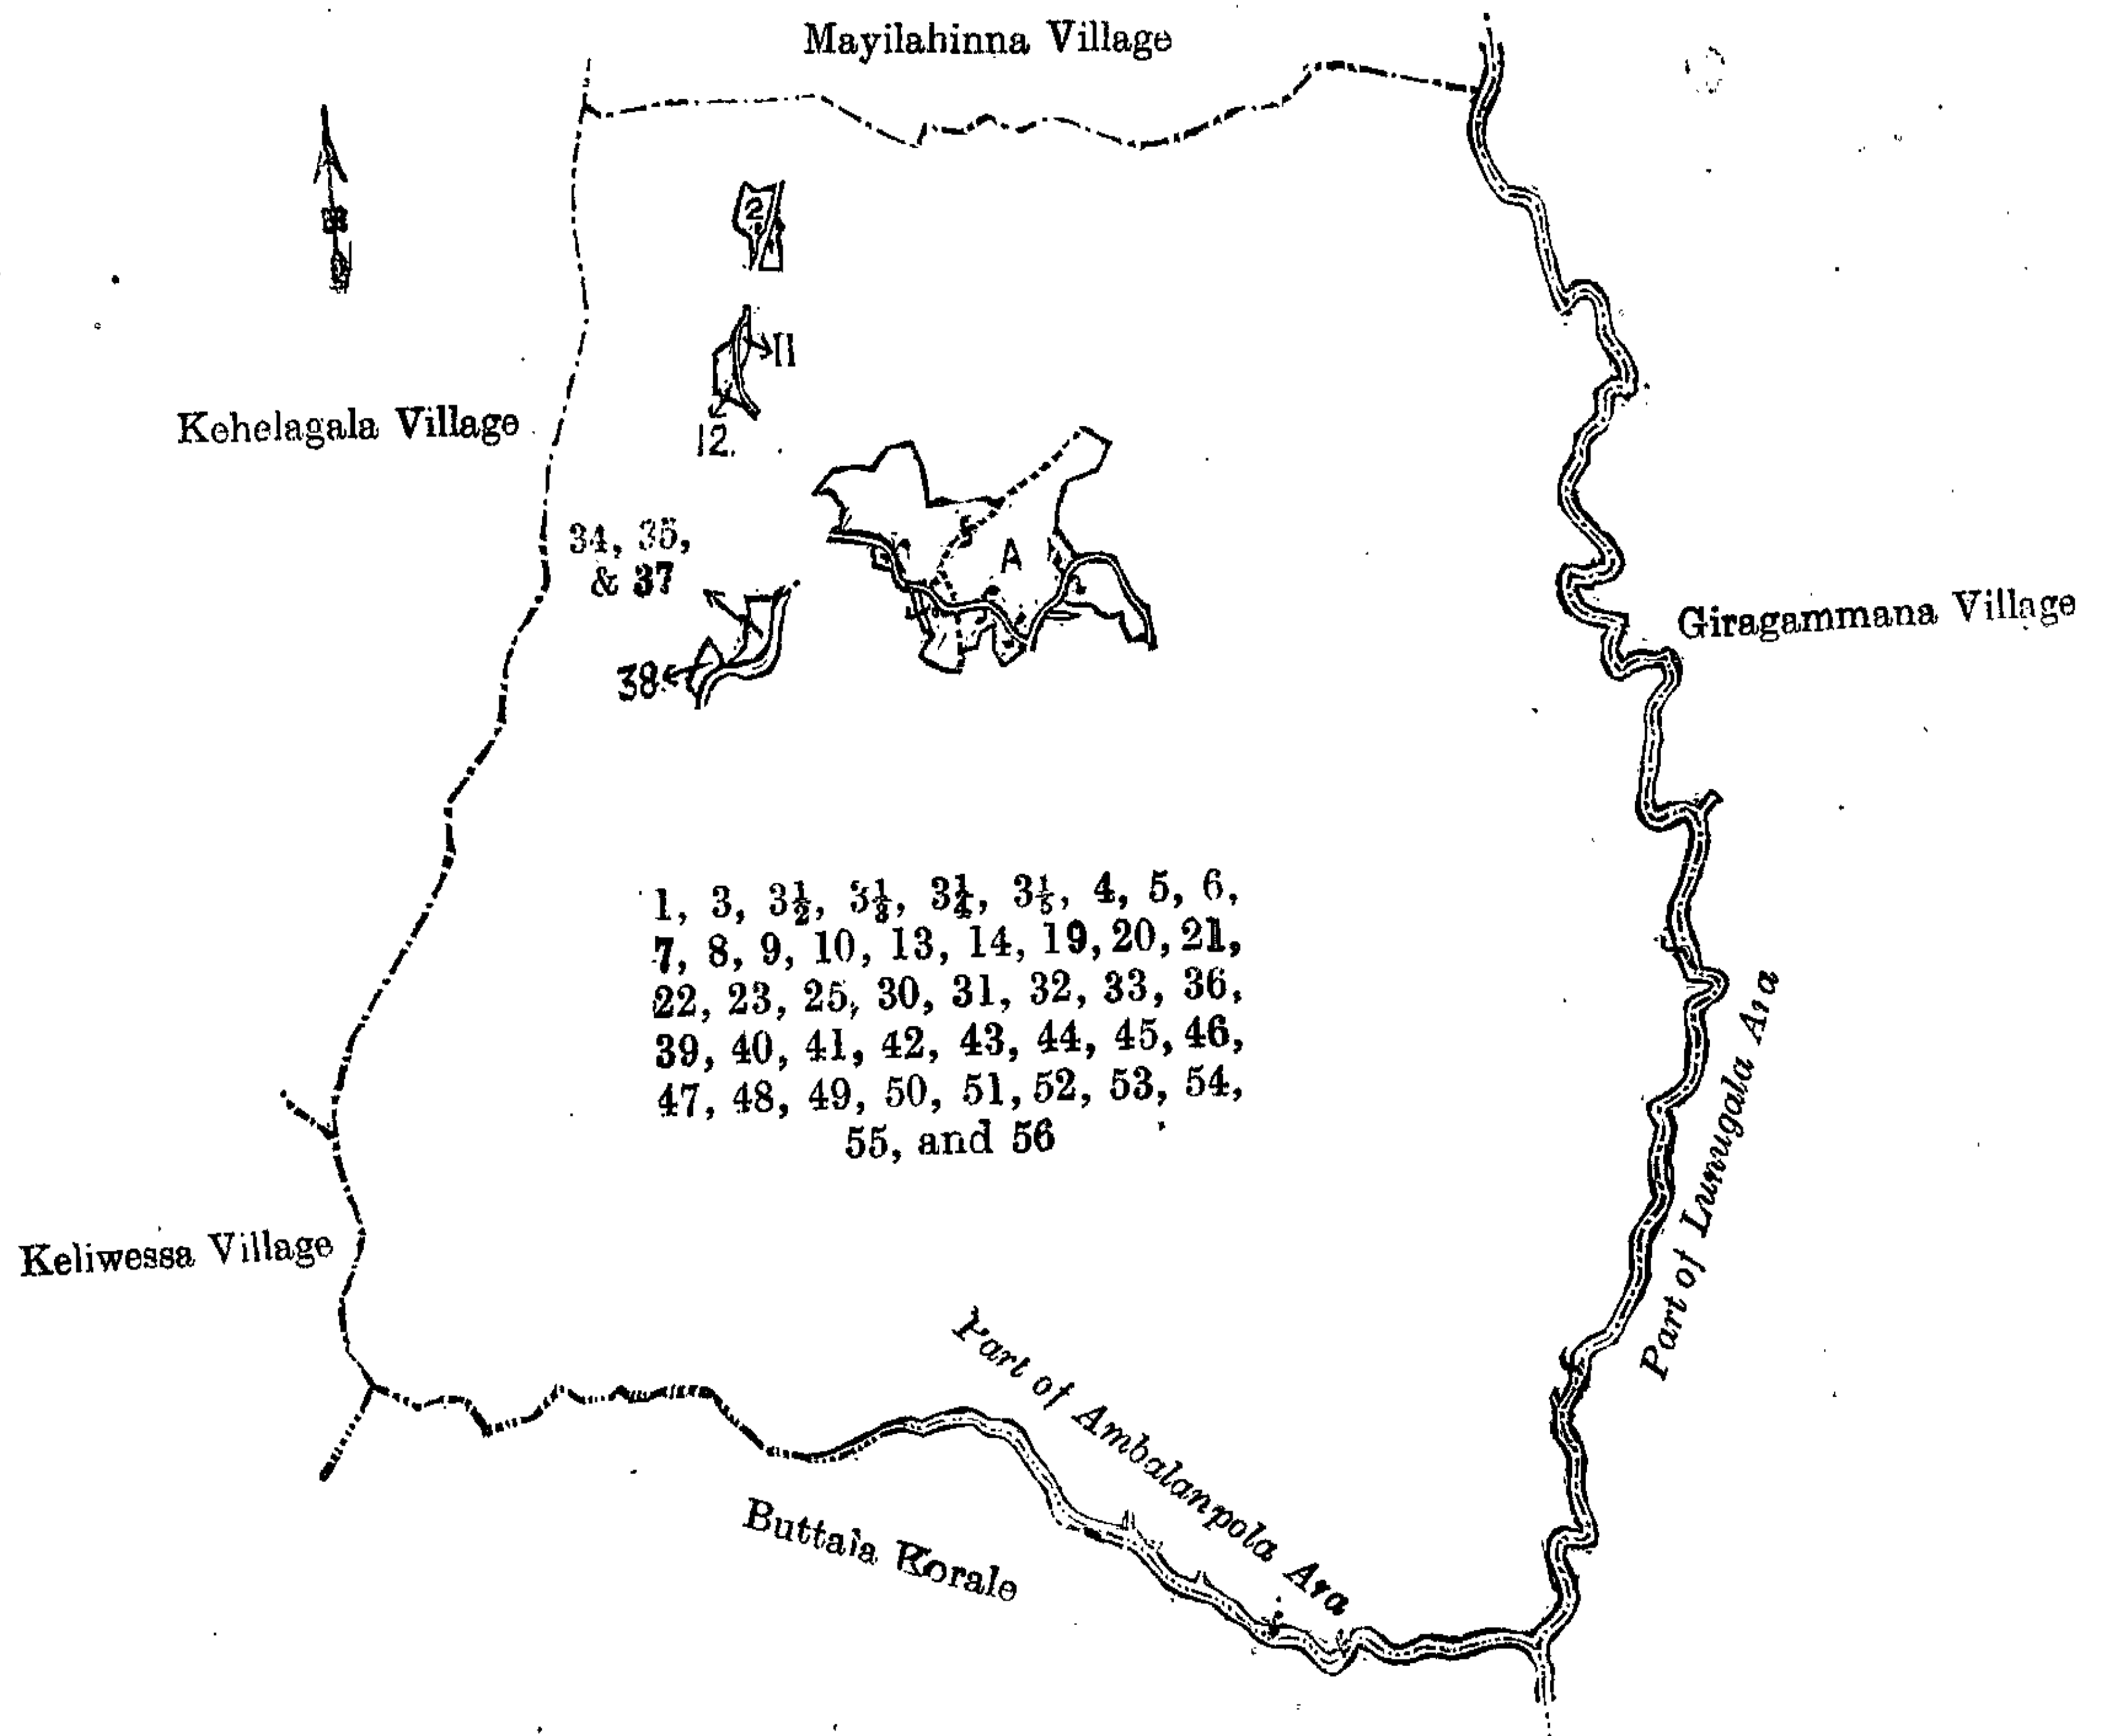 Mayilahinna Village
2
11
12.
Kehelagala Village
34, 35,
& 37
A
38
Giragammana Village
1, 3, 3½, 3⅓, 3¼, 3⅕, 4, 5, 6,
7, 8, 9, 10, 13, 14, 19, 20, 21,
22, 23, 25, 30, 31, 32, 33, 36,
39, 40, 41, 42, 43, 44, 45, 46,
47, 48, 49, 50, 51, 52, 53, 54,
55, and 56
Part of Lunugala Ara
Keliwessa Village
Part of Ambalanpola Ara
Buttala Korale